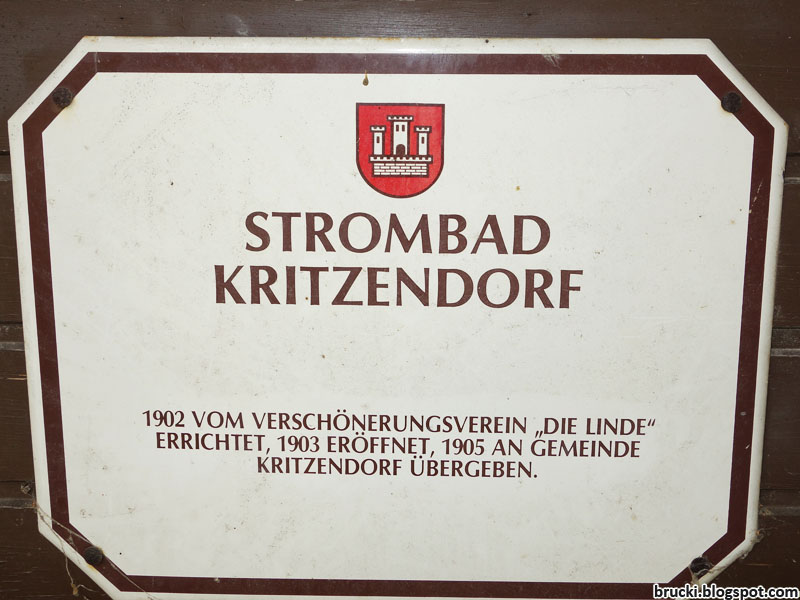 STROMBAD
KRITZENDORF
1902 VOM VERSCHÖNERUNGSVEREIN „DIE LINDE“
ERRICHTET, 1903 ERÖFFNET, 1905 AN GEMEINDE
KRITZENDORF ÜBERGEBEN.
brucki.blogspot.com